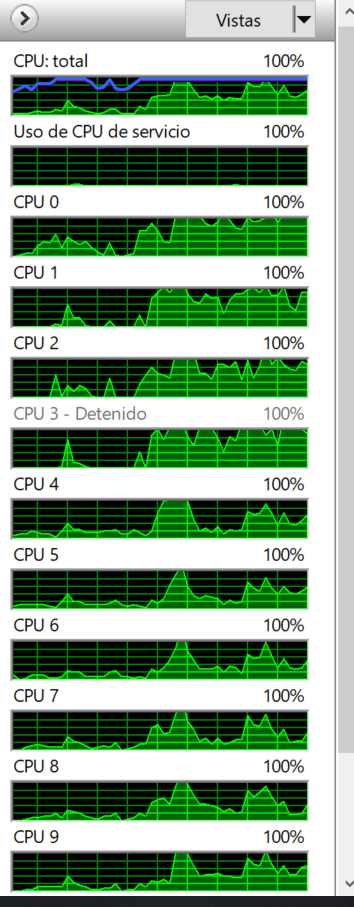 Vistas
CPU: total 100%
Uso de CPU de servicio 100%
CPU 0 100%
CPU 1 100%
CPU 2 100%
CPU 3 - Detenido 100%
CPU 4 100%
CPU 5 100%
CPU 6 100%
CPU 7 100%
CPU 8 100%
CPU 9 100%